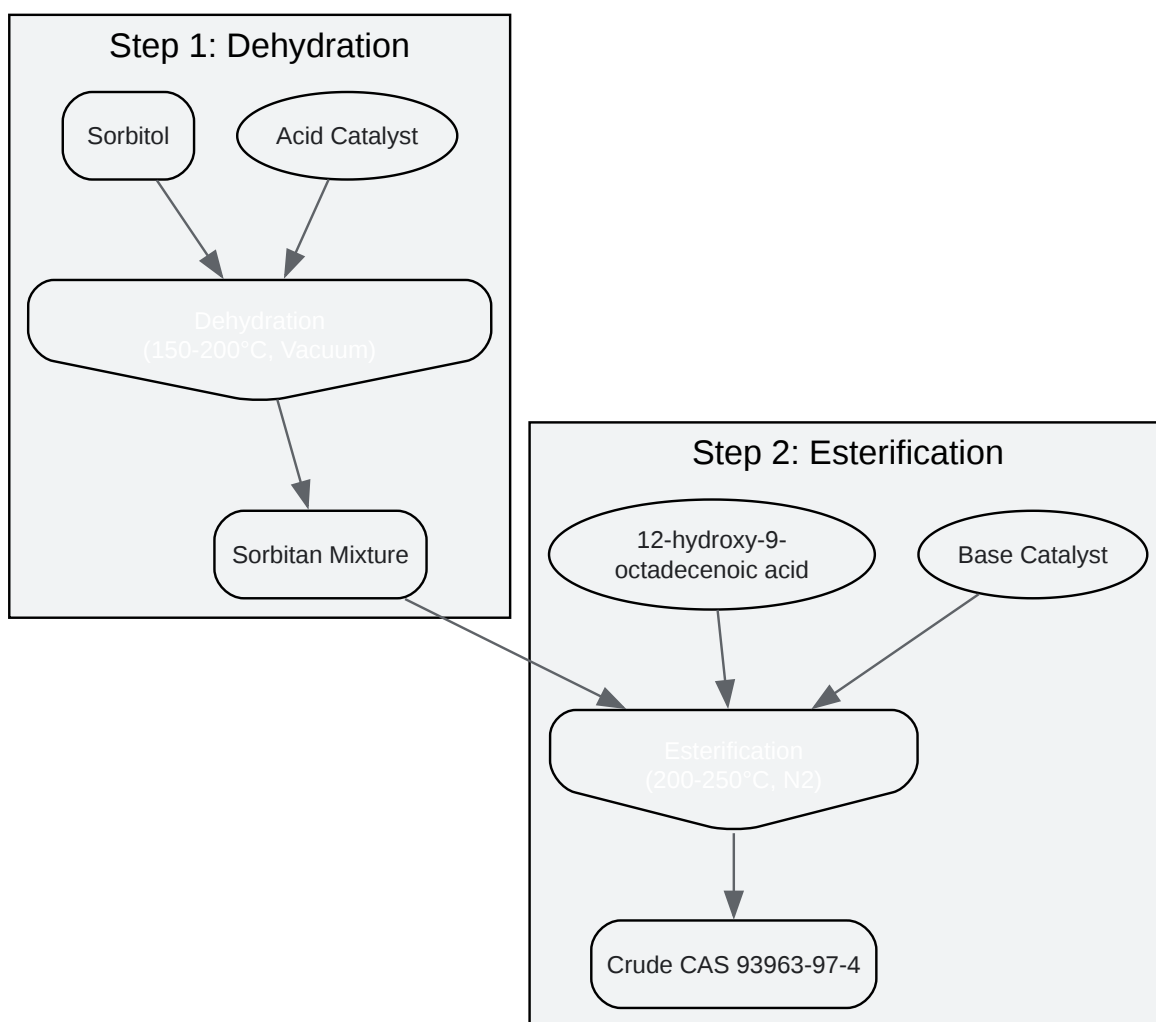 Step 1: Dehydration
Sorbitol
Acid Catalyst
Dehydration
(150-200°C, Vacuum)
Sorbitan Mixture
Step 2: Esterification
12-hydroxy-9-
octadecenoic acid
Base Catalyst
Esterification
(200-250°C, N2)
Crude CAS 93963-97-4